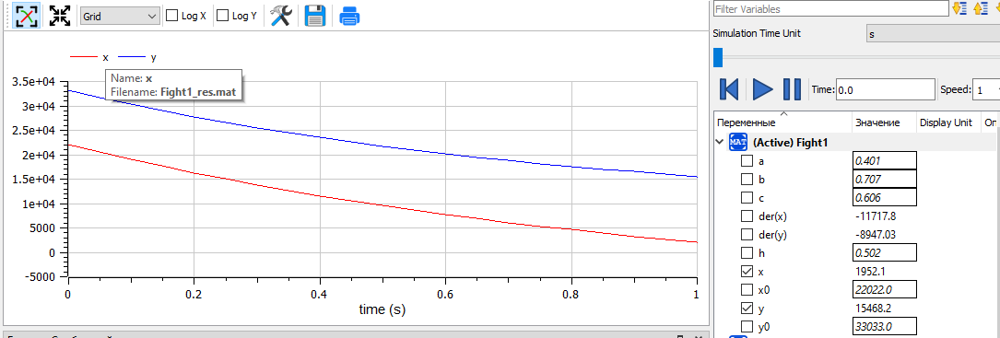 Grid
Log X
Log Y
x
y
Name: x
Filename: Fight1_res.mat
3.5e+04
3e+04
2.5e+04
2e+04
1.5e+04
1e+04
5000
0
-5000
0
0.2
0.4
0.6
0.8
1
time (s)
Filter Variables
Simulation Time Unit
s
Time:
0.0
Speed:
1
Переменные
Значение
Display Unit
MAT
(Active) Fight1
a
0.401
b
0.707
c
0.606
der(x)
-11717.8
der(y)
-8947.03
h
0.502
x
1952.1
x0
22022.0
y
15468.2
y0
33033.0